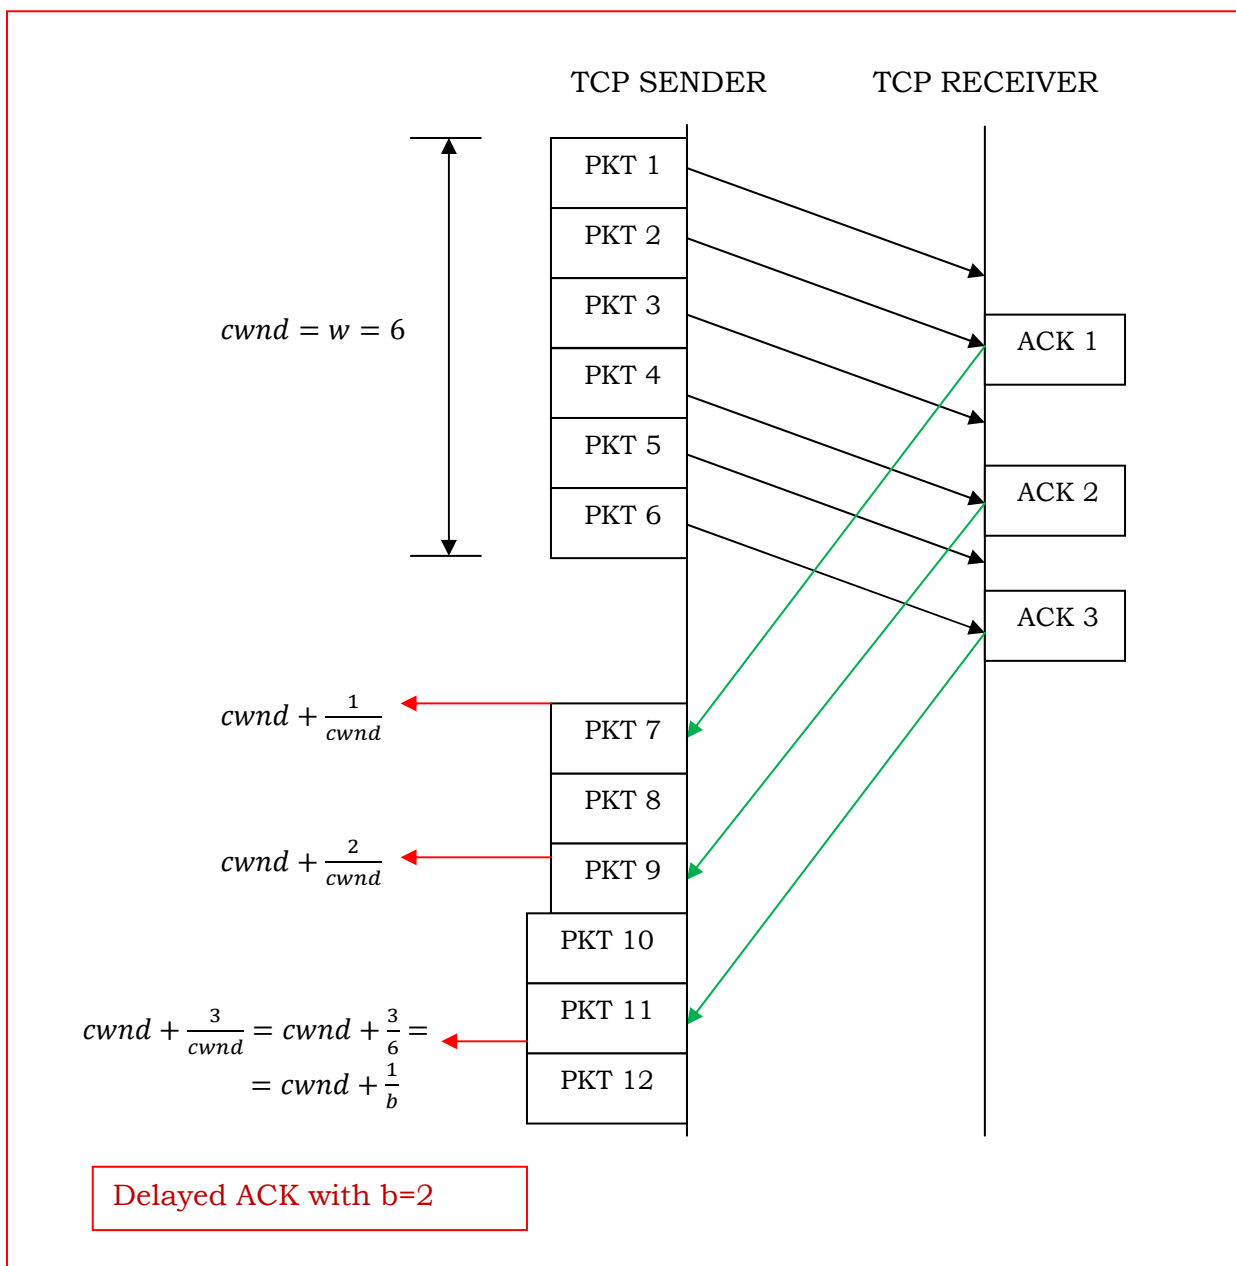 TCP SENDER TCP RECEIVER
PKT 1
PKT 2
PKT 3
cwnd = w = 6
ACK 1
PKT 4
PKT 5
ACK 2
PKT 6
ACK 3
cwnd + 1/cwnd
PKT 7
PKT 8
cwnd + 2/cwnd
PKT 9
PKT 10
PKT 11
cwnd + 3/cwnd = cwnd + 3/6 =
= cwnd + 1/b
PKT 12
Delayed ACK with b=2